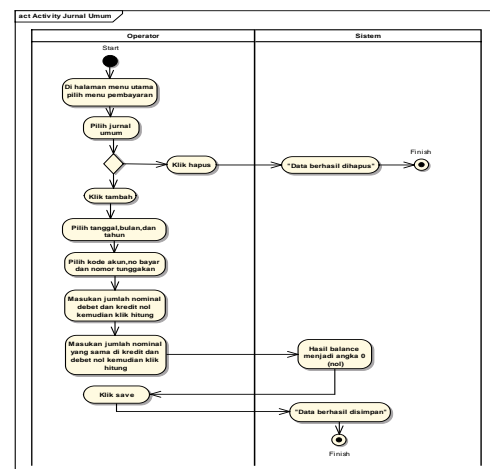 act Activity Jurnal Umum
Operator
Sistem
Start
Di halaman menu utama
pilih menu pembayaran
Pilih jurnal
umum
Klik hapus
"Data berhasil dihapus"
Finish
Klik tambah
Pilih tanggal,bulan,dan
tahun
Pilih kode akun,no bayar
dan nomor tunggakan
Masukan jumlah nominal
debet dan kredit nol
kemudian klik hitung
Masukan jumlah nominal
yang sama di kredit dan
debet nol kemudian klik
hitung
Hasil balance
menjadi angka 0
(nol)
Klik save
"Data berhasil disimpan"
Finish